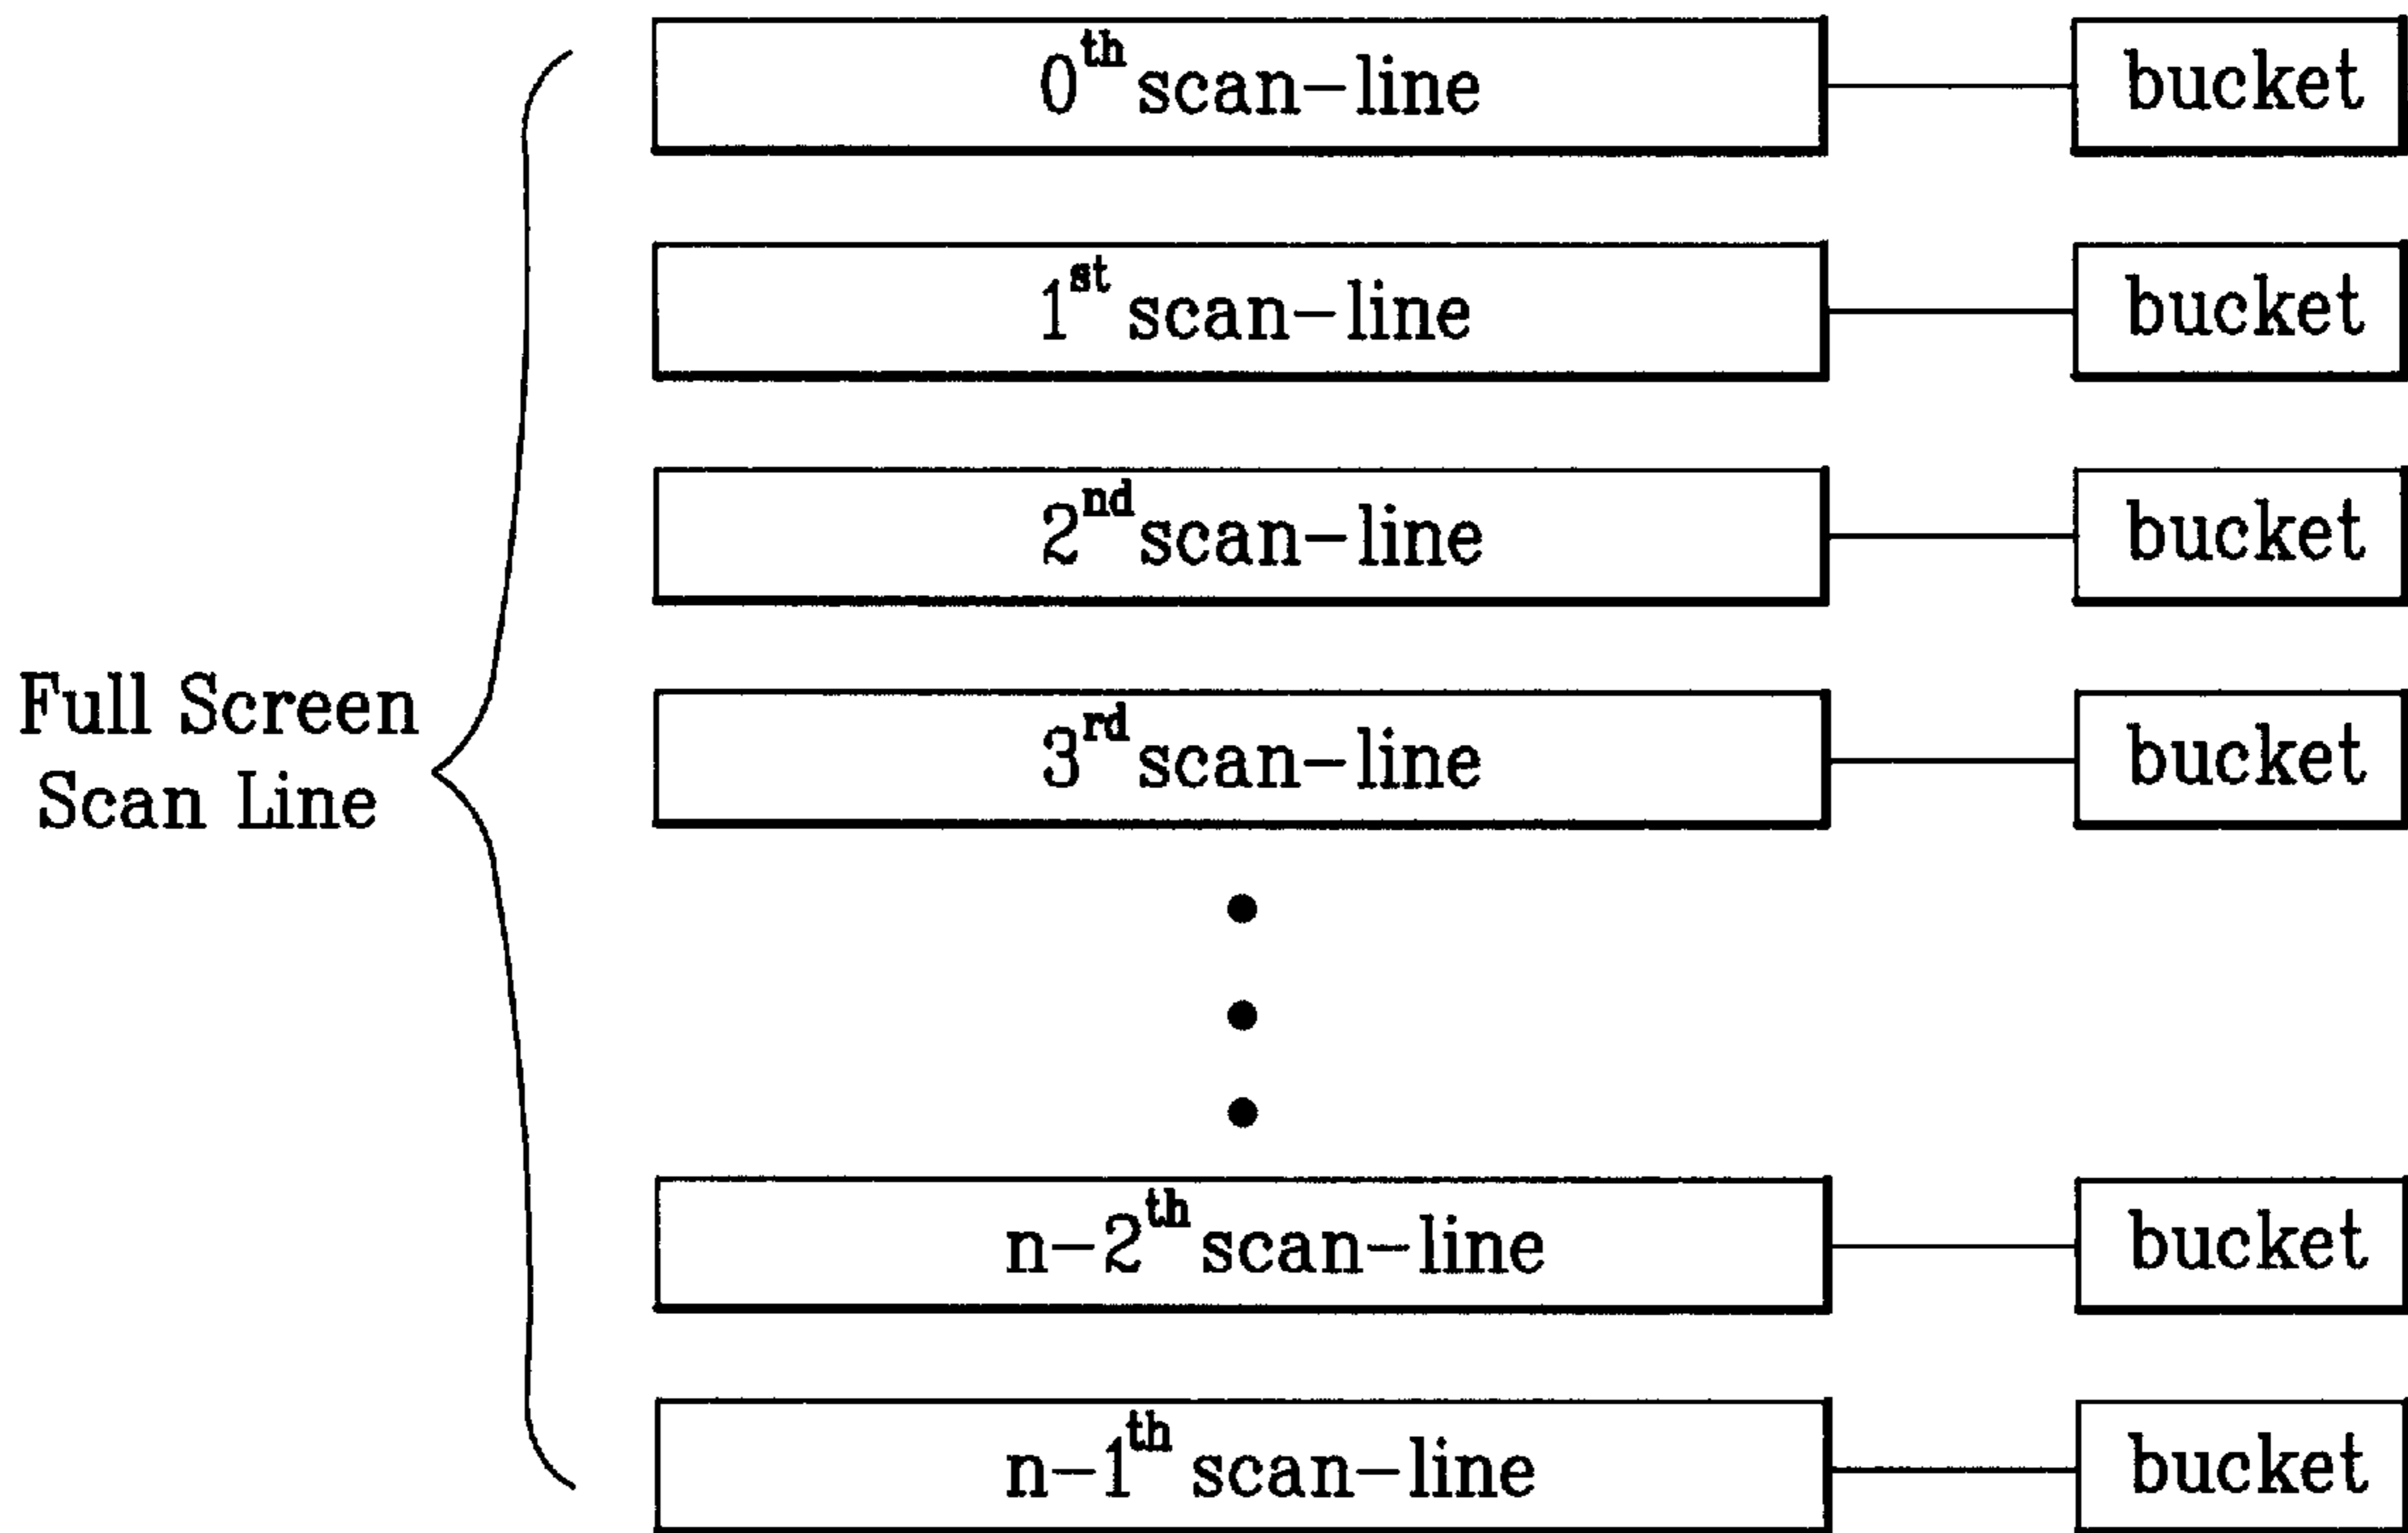 0th scan-line bucket
1st scan-line bucket
2nd scan-line bucket
Full Screen
Scan Line
3rd scan-line bucket
n-2th scan-line bucket
n-1th scan-line bucket